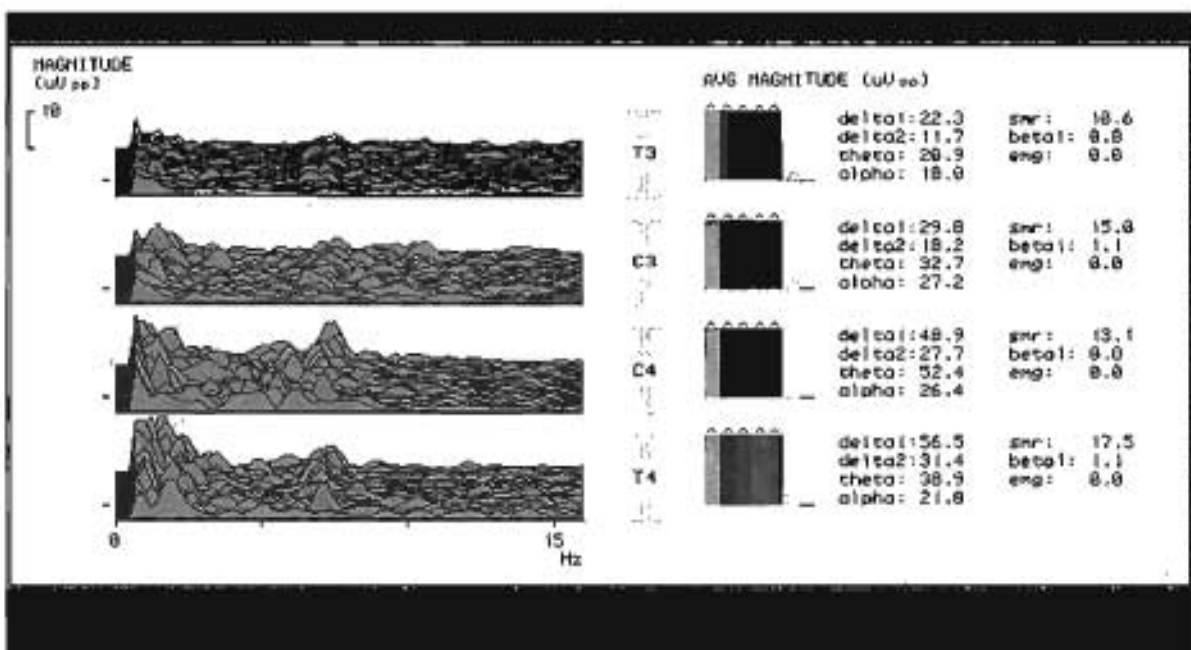 MAGNITUDE
(uV pp)
10
0
15
Hz
AVG MAGNITUDE (uV pp)
T3
delta1: 22.3 smr: 10.6
delta2: 11.7 beta1: 0.8
theta: 20.9 emg: 0.0
alpha: 18.0
C3
delta1: 29.8 smr: 15.0
delta2: 18.2 beta1: 1.1
theta: 32.7 emg: 0.0
alpha: 27.2
C4
delta1: 48.9 smr: 13.1
delta2: 27.7 beta1: 0.0
theta: 52.4 emg: 0.0
alpha: 26.4
T4
delta1: 56.5 smr: 17.5
delta2: 31.4 beta1: 1.1
theta: 38.9 emg: 0.0
alpha: 21.8